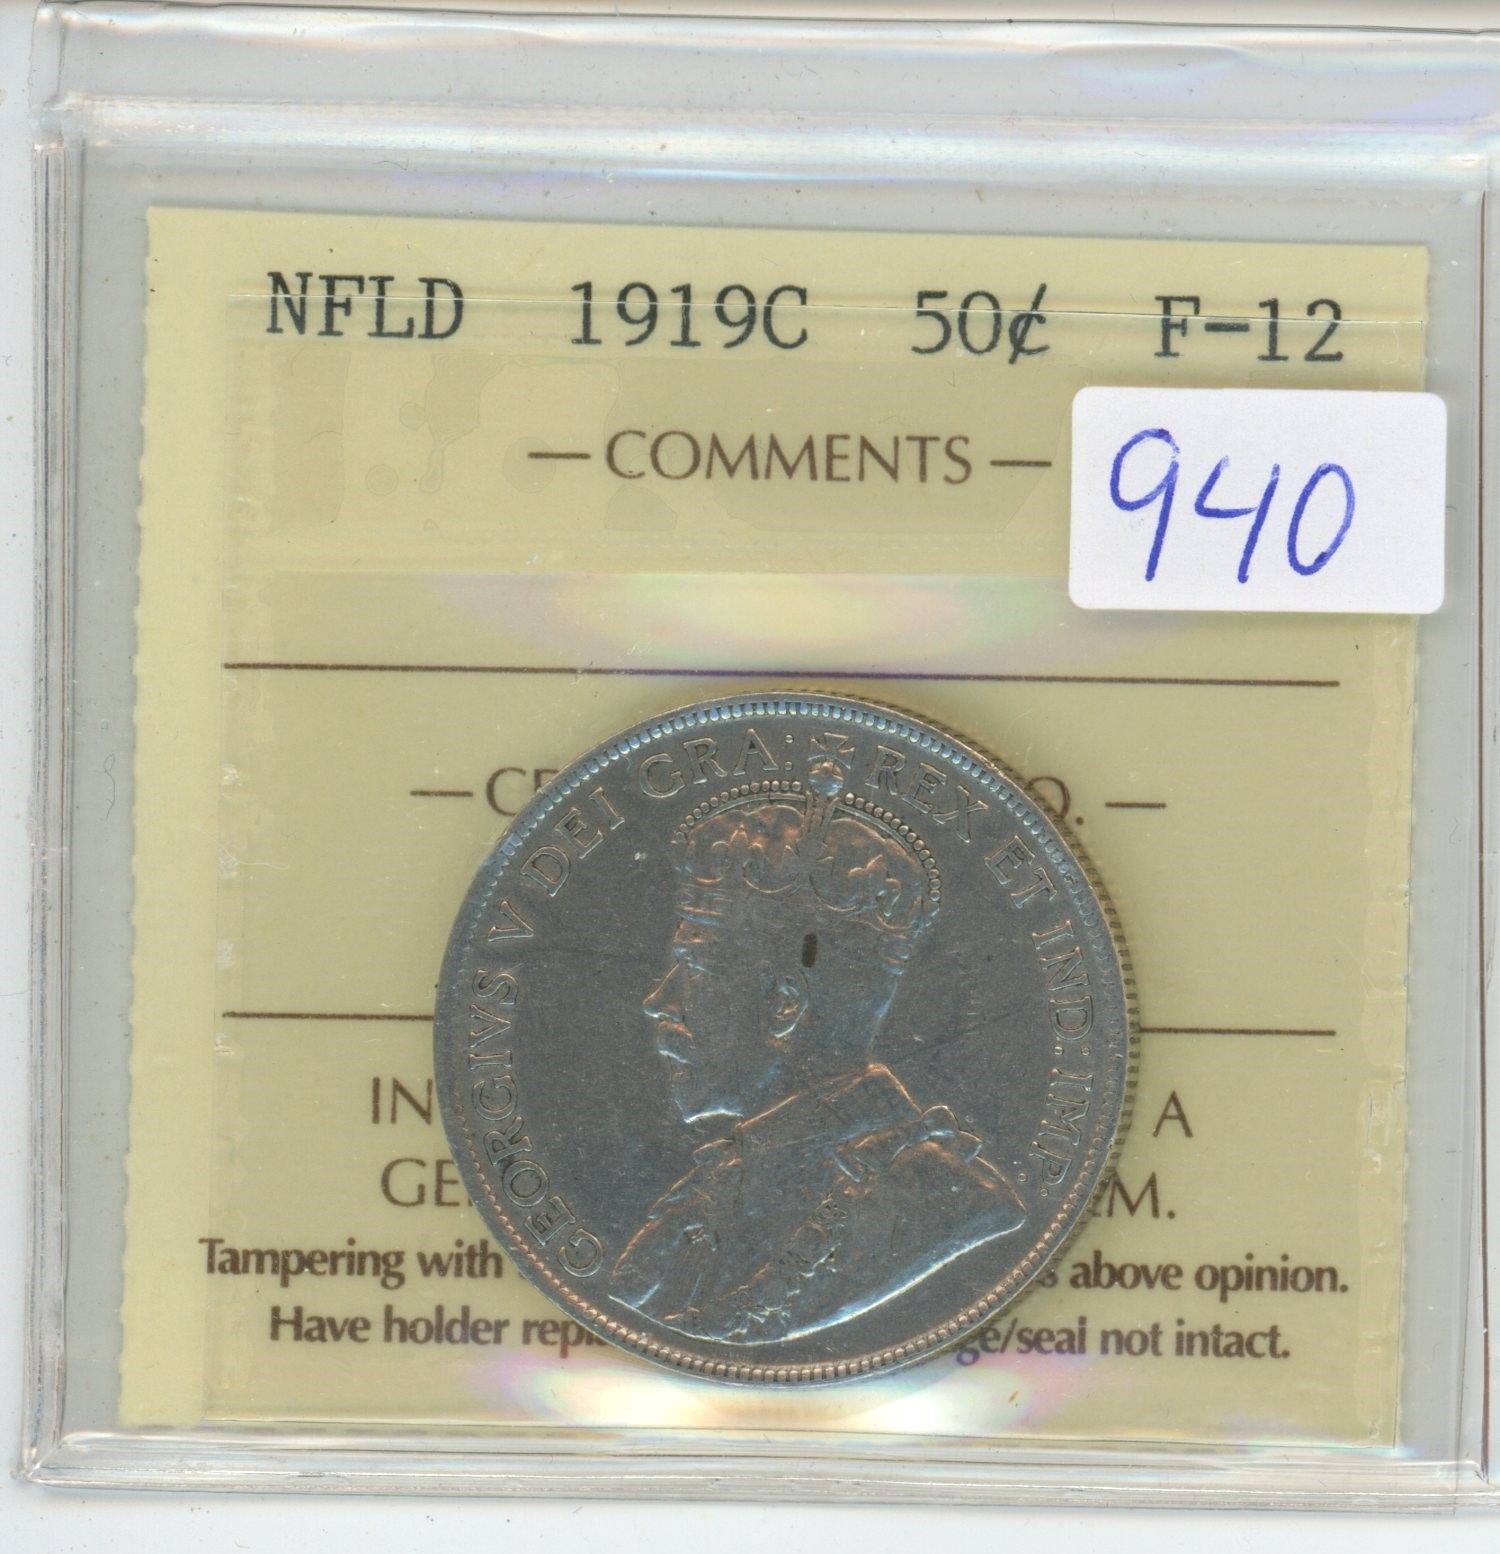 NFLD 1919C 50¢ F-12
—COMMENTS—
940
GEORGIVS V DEI GRA: REX ET IND: IMP.
—CE O.—
IN A
GE M.
Tampering with above opinion.
Have holder repl ge/seal not intact.